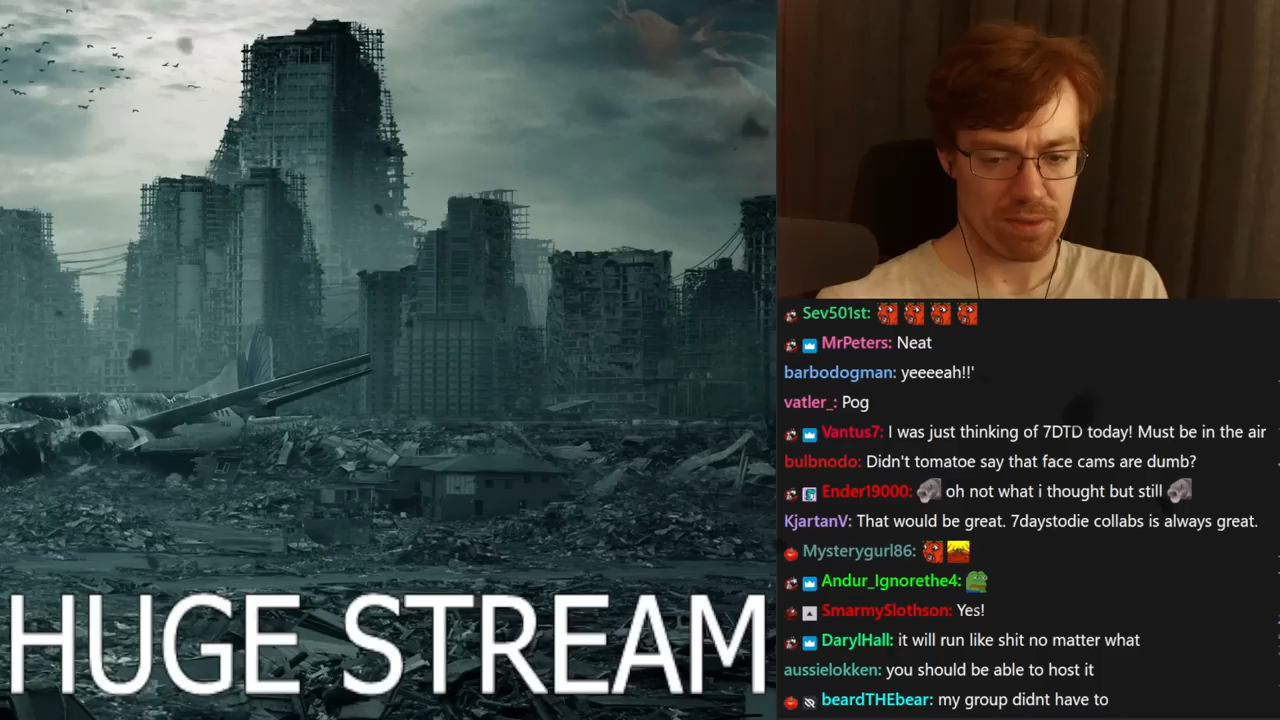 HUGE STREAM
Sev501st:
MrPeters: Neat
barbodogman: yeeeeah!!'
vatler_: Pog
Vantus7: I was just thinking of 7DTD today! Must be in the air
bulbnodo: Didn't tomatoe say that face cams are dumb?
Ender19000: oh not what i thought but still
KjartanV: That would be great. 7daystodie collabs is always great.
Mysterygurl86:
Andur_Ignorethe4:
SmarmySlothson: Yes!
DarylHall: it will run like shit no matter what
aussielokken: you should be able to host it
beardTHEbear: my group didnt have to